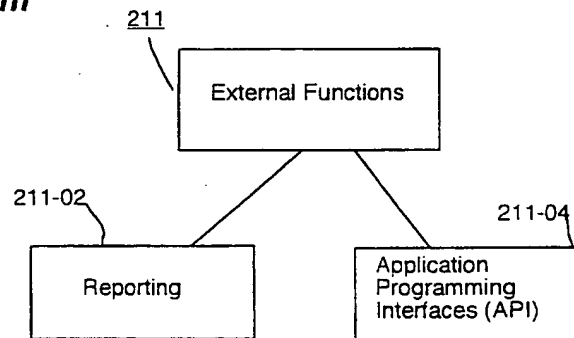 211
External Functions
211-02
211-04
Reporting
Application
Programming
Interfaces (API)